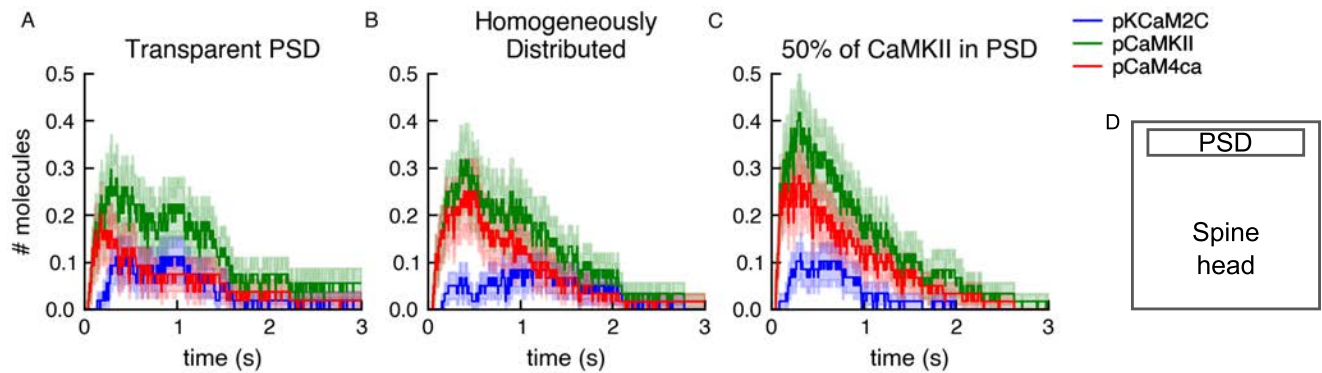 A
Transparent PSD
B
Homogeneously
Distributed
C
50% of CaMKII in PSD
pKCaM2C
pCaMKII
pCaM4ca
# molecules
0.5
0.4
0.3
0.2
0.1
0.0
0 1 2 3
time (s)
0.5
0.4
0.3
0.2
0.1
0.0
0 1 2 3
time (s)
0.5
0.4
0.3
0.2
0.1
0.0
0 1 2 3
time (s)
D
PSD
Spine
head